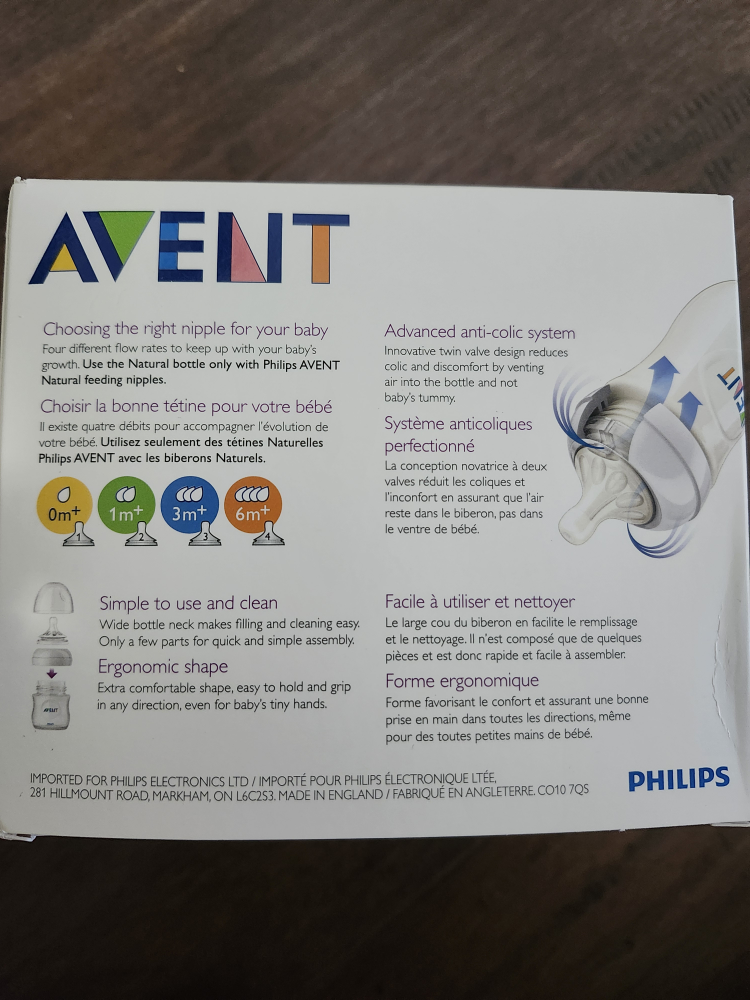 AVENT
Choosing the right nipple for your baby
Four different flow rates to keep up with your baby's
growth. Use the Natural bottle only with Philips AVENT
Natural feeding nipples.
Choisir la bonne tétine pour votre bébé
Il existe quatre débits pour accompagner l'évolution de
votre bébé. Utilisez seulement des tétines Naturelles
Philips AVENT avec les biberons Naturels.
0m+ 1m+ 3m+ 6m+
1 2 3 4
Advanced anti-colic system
Innovative twin valve design reduces
colic and discomfort by venting
air into the bottle and not
baby's tummy.
Système anticoliques
perfectionné
La conception novatrice à deux
valves réduit les coliques et
l'inconfort en assurant que l'air
reste dans le biberon, pas dans
le ventre de bébé.
Simple to use and clean
Wide bottle neck makes filling and cleaning easy.
Only a few parts for quick and simple assembly.
Ergonomic shape
Extra comfortable shape, easy to hold and grip
in any direction, even for baby's tiny hands.
AVENT
Facile à utiliser et nettoyer
Le large cou du biberon en facilite le remplissage
et le nettoyage. Il n'est composé que de quelques
pièces et est donc rapide et facile à assembler.
Forme ergonomique
Forme favorisant le confort et assurant une bonne
prise en main dans toutes les directions, même
pour des toutes petites mains de bébé.
IMPORTED FOR PHILIPS ELECTRONICS LTD / IMPORTÉ POUR PHILIPS ÉLECTRONIQUE LTÉE,
281 HILLMOUNT ROAD, MARKHAM, ON L6C2S3. MADE IN ENGLAND / FABRIQUÉ EN ANGLETERRE. CO10 7QS
PHILIPS